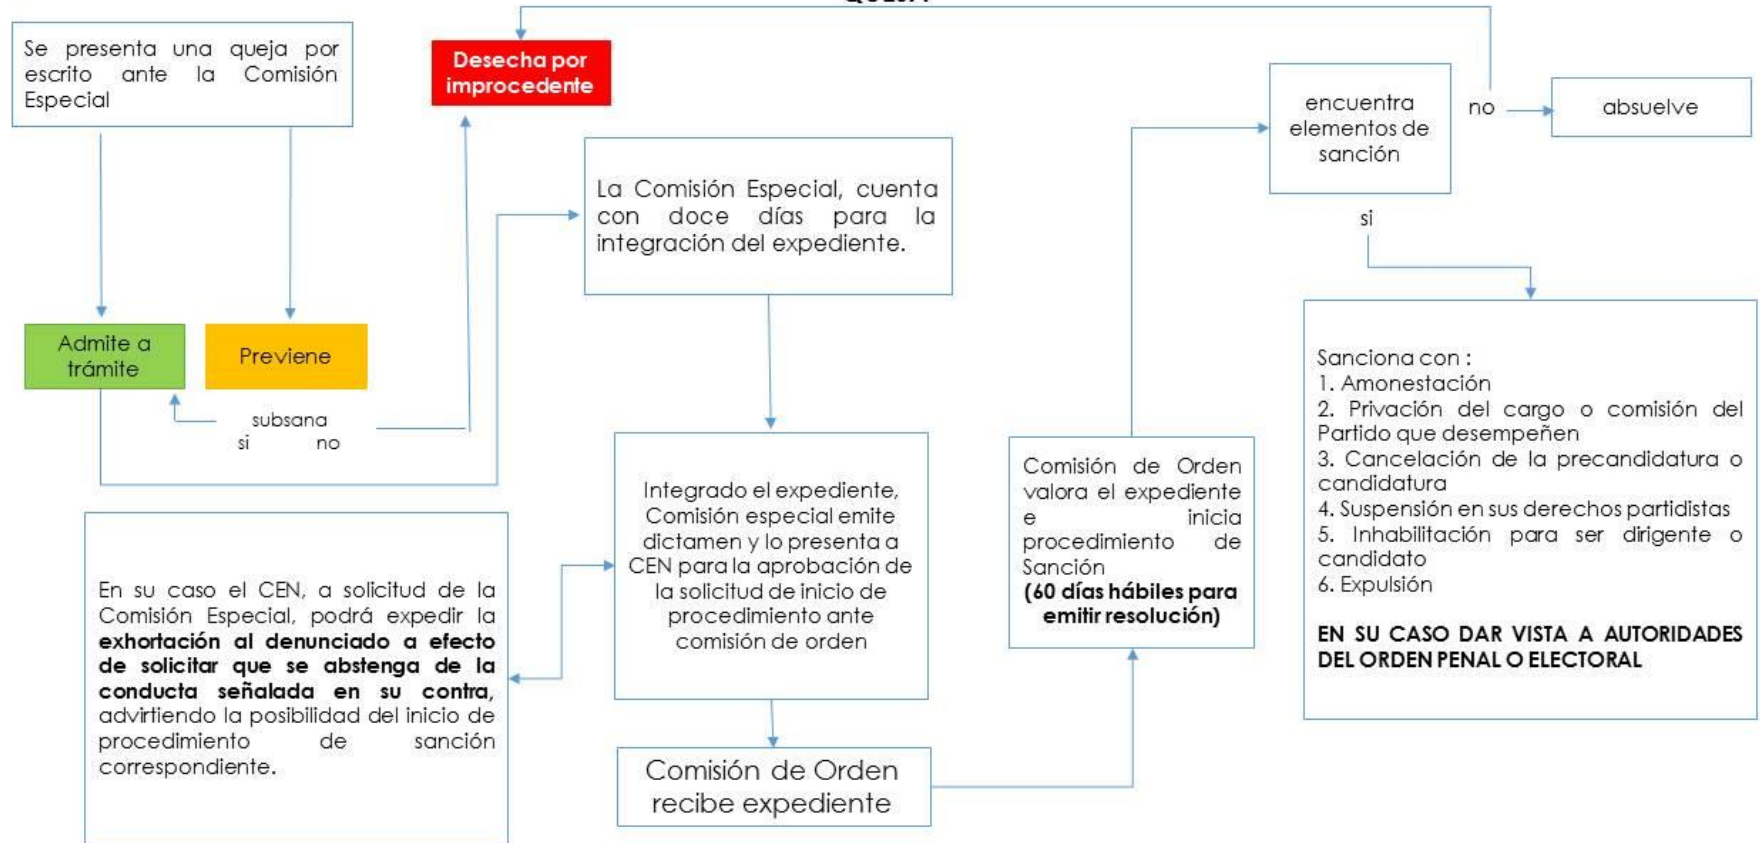 Se presenta una queja por
escrito ante la Comisión
Especial
Desecha por
improcedente
encuentra
elementos de
sanción
no
absuelve
La Comisión Especial, cuenta
con doce días para la
integración del expediente.
si
Admite a
trámite
Previene
subsana
si no
Sanciona con :
1. Amonestación
2. Privación del cargo o comisión del
Partido que desempeñen
3. Cancelación de la precandidatura o
candidatura
4. Suspensión en sus derechos partidistas
5. Inhabilitación para ser dirigente o
candidato
6. Expulsión
EN SU CASO DAR VISTA A AUTORIDADES
DEL ORDEN PENAL O ELECTORAL
Integrado el expediente,
Comisión especial emite
dictamen y lo presenta a
CEN para la aprobación de
la solicitud de inicio de
procedimiento ante
comisión de orden
Comisión de Orden
valora el expediente
e inicia
procedimiento de
Sanción
(60 días hábiles para
emitir resolución)
En su caso el CEN, a solicitud de la
Comisión Especial, podrá expedir la
exhortación al denunciado a efecto
de solicitar que se abstenga de la
conducta señalada en su contra,
advirtiendo la posibilidad del inicio de
procedimiento de sanción
correspondiente.
Comisión de Orden
recibe expediente